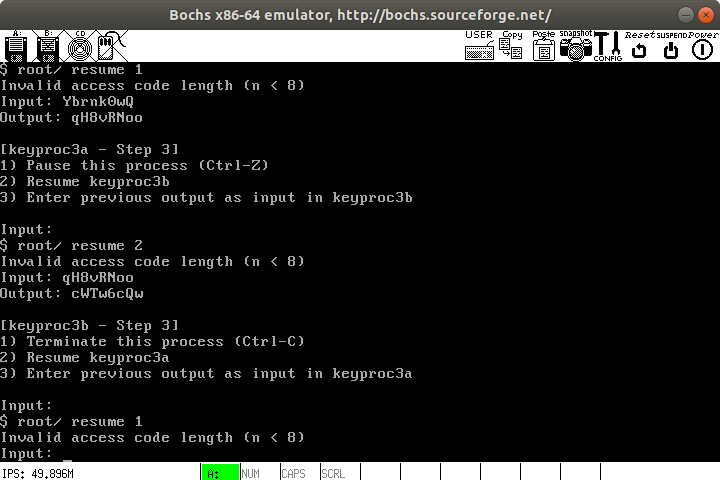 Bochs x86-64 emulator, http://bochs.sourceforge.net/
A: B: CD USER Copy Paste Snapshot CONFIG Reset SUSPEND Power
$ root/ resume 1
Invalid access code length (n < 8)
Input: Ybrnk0wQ
Output: qH8vRNoo
[keyproc3a - Step 3]
1) Pause this process (Ctrl-Z)
2) Resume keyproc3b
3) Enter previous output as input in keyproc3b
Input:
$ root/ resume 2
Invalid access code length (n < 8)
Input: qH8vRNoo
Output: cWTw6cQw
[keyproc3b - Step 3]
1) Terminate this process (Ctrl-C)
2) Resume keyproc3a
3) Enter previous output as input in keyproc3a
Input:
$ root/ resume 1
Invalid access code length (n < 8)
Input: _
IPS: 49.896M A: NUM CAPS SCRL